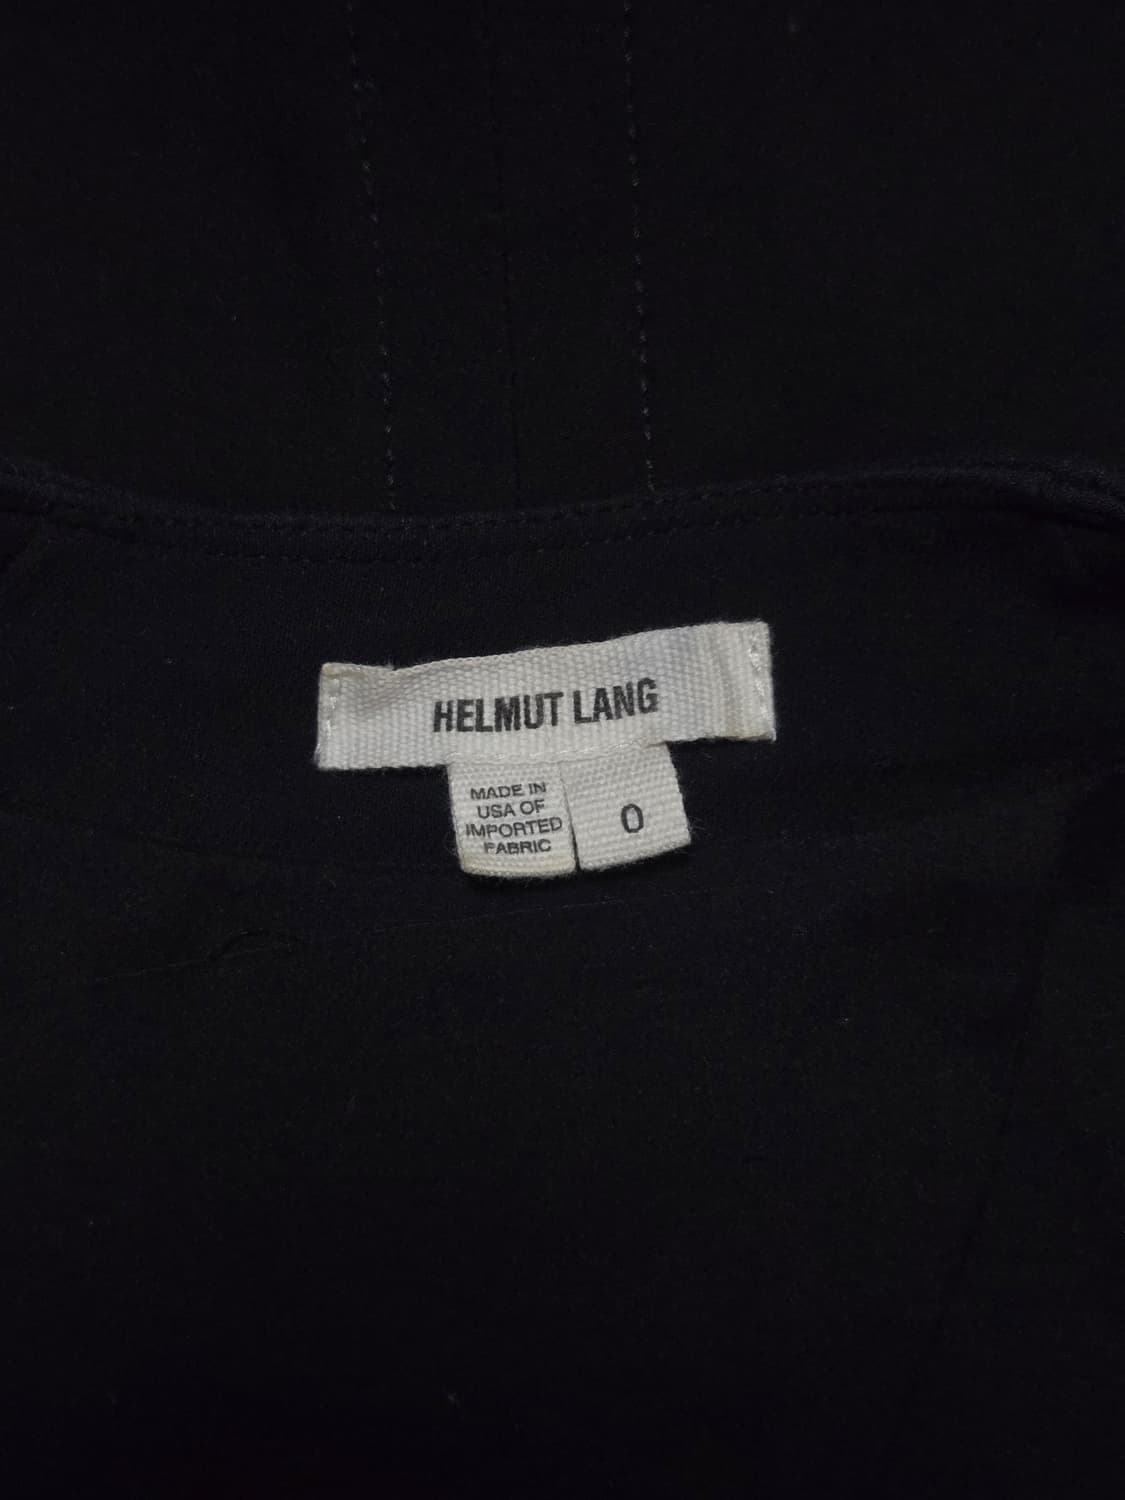 HELMUT LANG
MADE IN
USA OF
IMPORTED
FABRIC
0